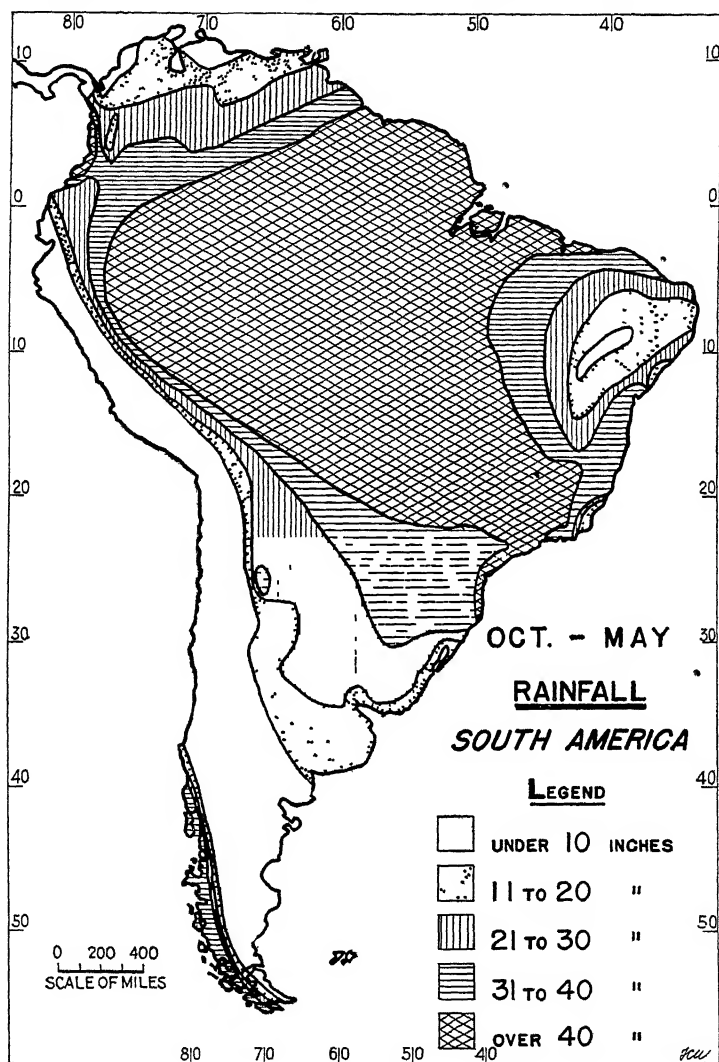 80 70 60 50 40
10 10
0 0
10 10
20 20
30 30
OCT. - MAY
RAINFALL
SOUTH AMERICA
LEGEND
40 40
UNDER 10 INCHES
11 TO 20 "
21 TO 30 "
50 50
0 200 400
SCALE OF MILES
31 TO 40 "
OVER 40 "
80 70 60 50 40